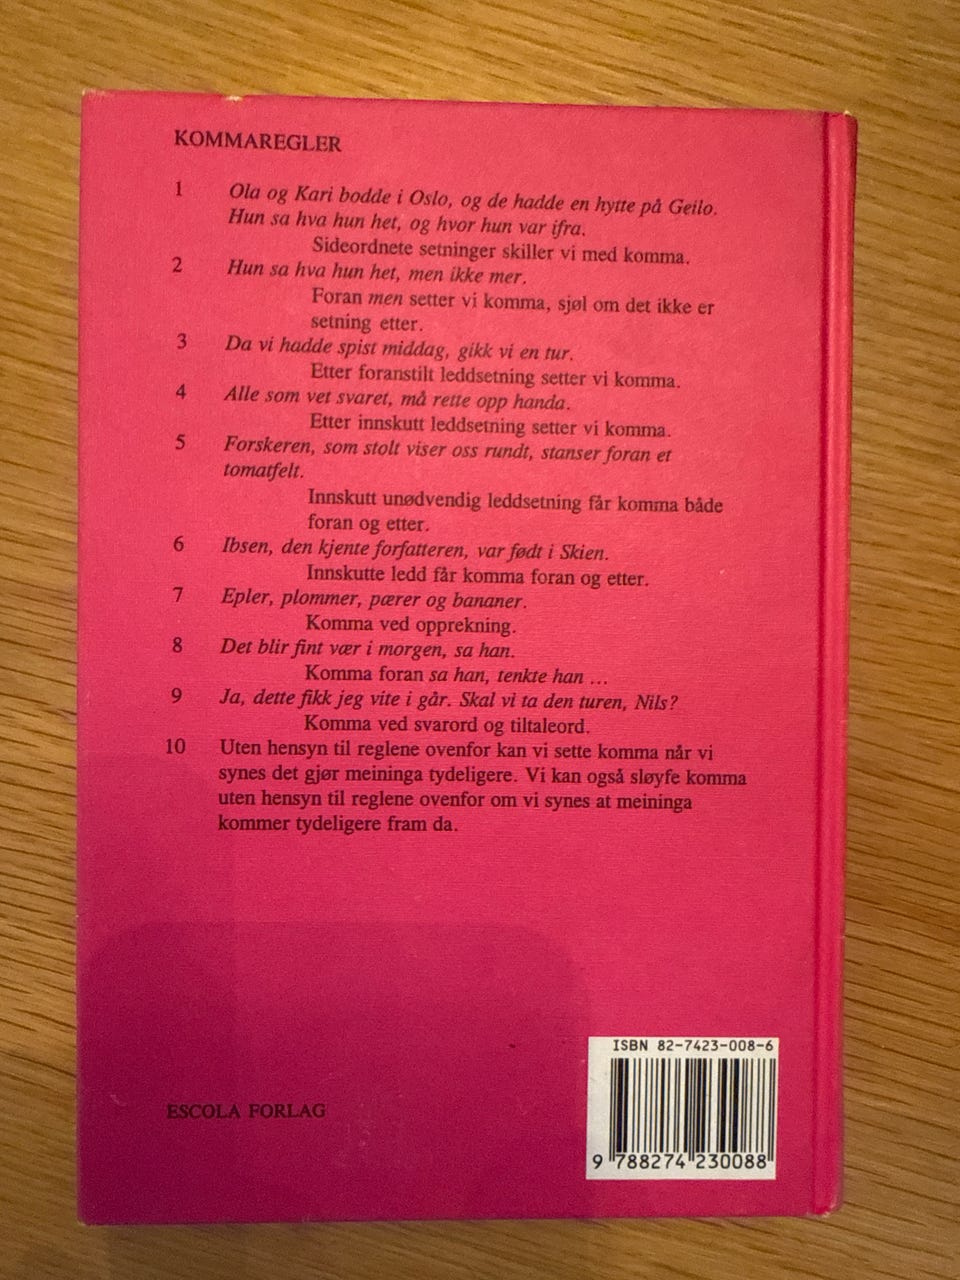 KOMMAREGLER
1 Ola og Kari bodde i Oslo, og de hadde en hytte på Geilo.
Hun sa hva hun het, og hvor hun var ifra.
Sideordnete setninger skiller vi med komma.
2 Hun sa hva hun het, men ikke mer.
Foran men setter vi komma, sjøl om det ikke er
setning etter.
3 Da vi hadde spist middag, gikk vi en tur.
Etter foranstilt leddsetning setter vi komma.
4 Alle som vet svaret, må rette opp handa.
Etter innskutt leddsetning setter vi komma.
5 Forskeren, som stolt viser oss rundt, stanser foran et
tomatfelt.
Innskutt unødvendig leddsetning får komma både
foran og etter.
6 Ibsen, den kjente forfatteren, var født i Skien.
Innskutte ledd får komma foran og etter.
7 Epler, plommer, pærer og bananer.
Komma ved opprekning.
8 Det blir fint vær i morgen, sa han.
Komma foran sa han, tenkte han ...
9 Ja, dette fikk jeg vite i går. Skal vi ta den turen, Nils?
Komma ved svarord og tiltaleord.
10 Uten hensyn til reglene ovenfor kan vi sette komma når vi
synes det gjør meininga tydeligere. Vi kan også sløyfe komma
uten hensyn til reglene ovenfor om vi synes at meininga
kommer tydeligere fram da.
ISBN 82-7423-008-6
ESCOLA FORLAG
9 788274 230088